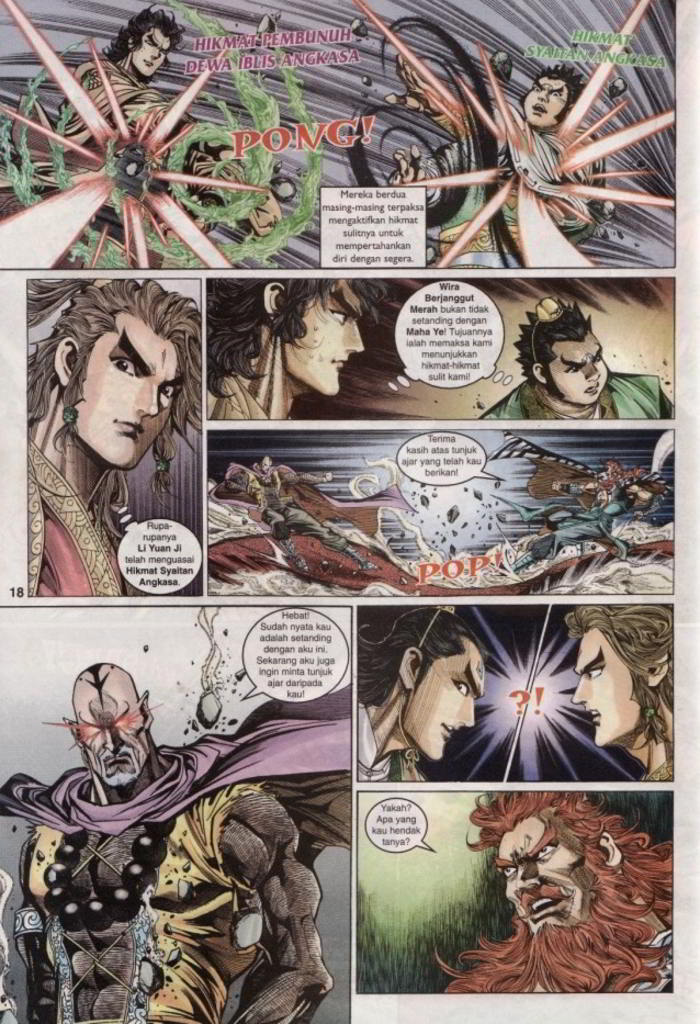 HIKMAT PEMBUNUH
DEWA IBLIS ANGKASA
HIKMAT
SYAITAN ANGKASA
PONG!
Mereka berdua
masing-masing terpaksa
mengaktifkan hikmat
sulitnya untuk
mempertahankan
diri dengan segera.
Rupa-
rupanya
Li Yuan Ji
telah menguasai
Hikmat Syaitan
Angkasa.
Wira
Berjanggut
Merah bukan tidak
setanding dengan
Maha Ye! Tujuannya
ialah memaksa kami
menunjukkan
hikmat-hikmat
sulit kami!
Terima
kasih atas tunjuk
ajar yang telah kau
berikan!
POP!
18
Hebat!
Sudah nyata kau
adalah setanding
dengan aku ini.
Sekarang aku juga
ingin minta tunjuk
ajar daripada
kau!
?!
Yakah?
Apa yang
kau hendak
tanya?